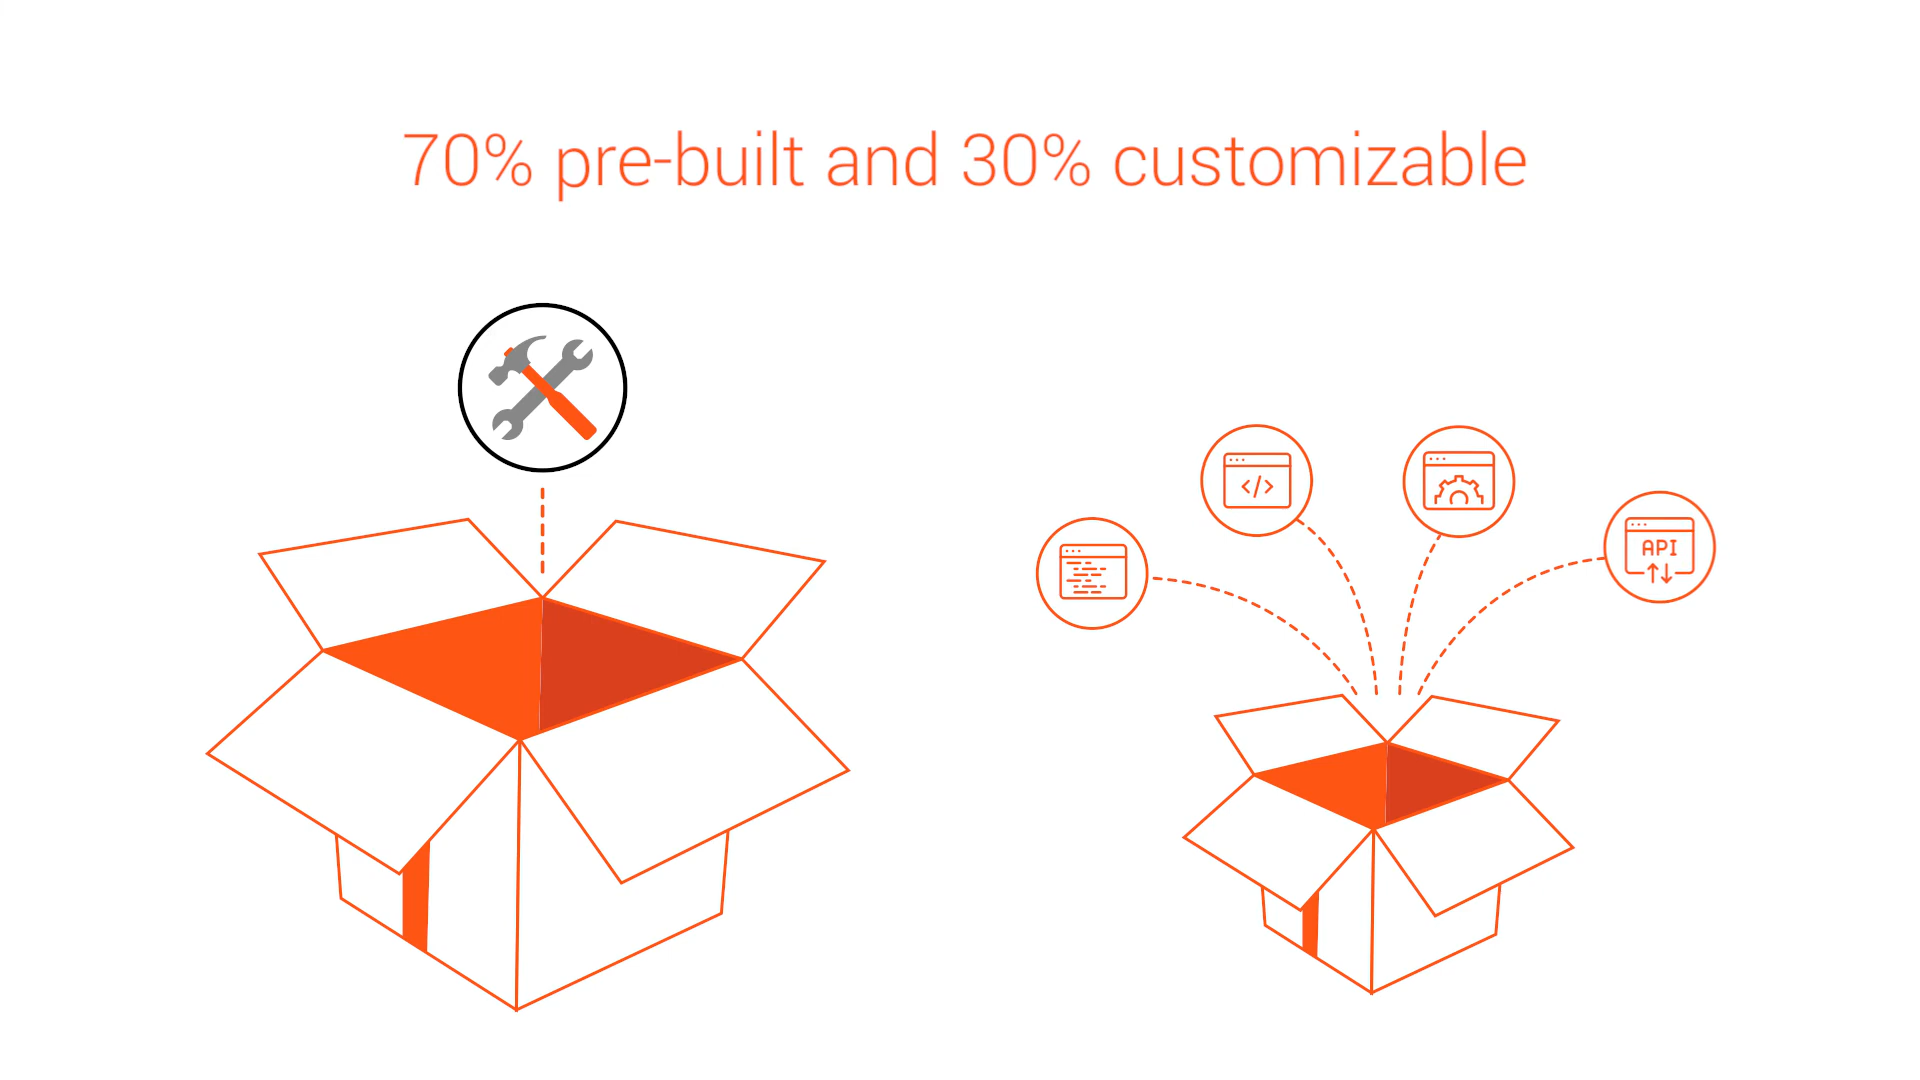 70% pre-built and 30% customizable
</>
API